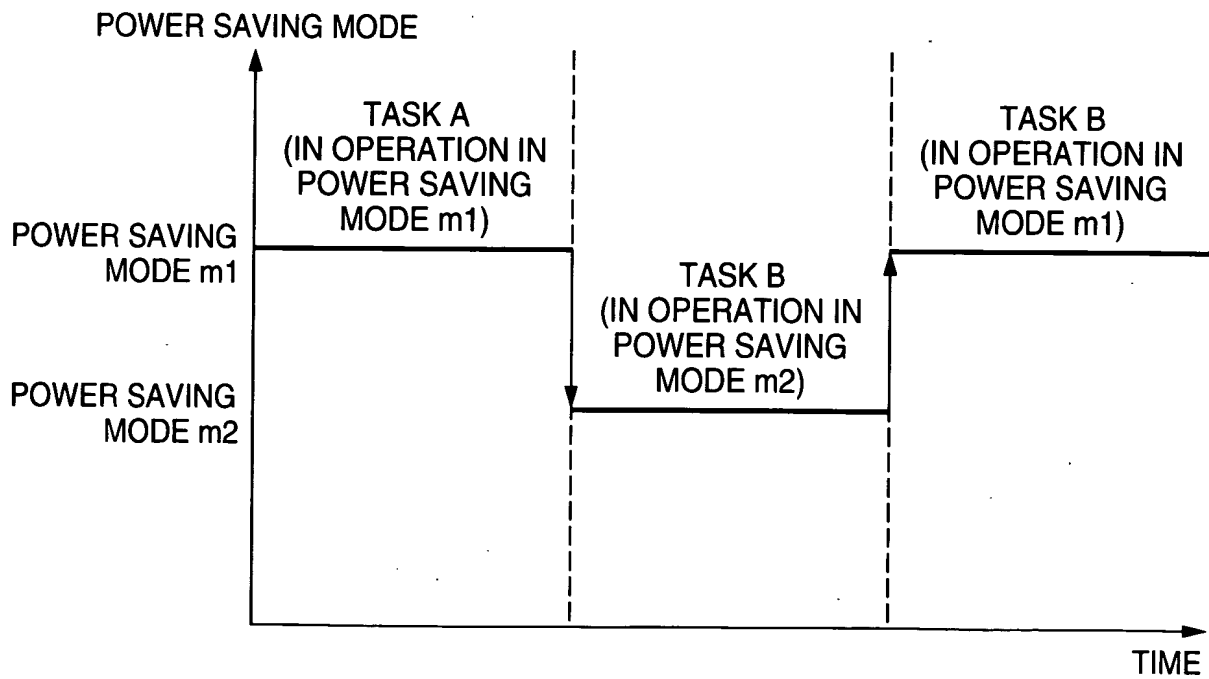 POWER SAVING MODE
TASK A
(IN OPERATION IN
POWER SAVING
MODE m1)
TASK B
(IN OPERATION IN
POWER SAVING
MODE m1)
POWER SAVING
MODE m1
TASK B
(IN OPERATION IN
POWER SAVING
MODE m2)
POWER SAVING
MODE m2
TIME